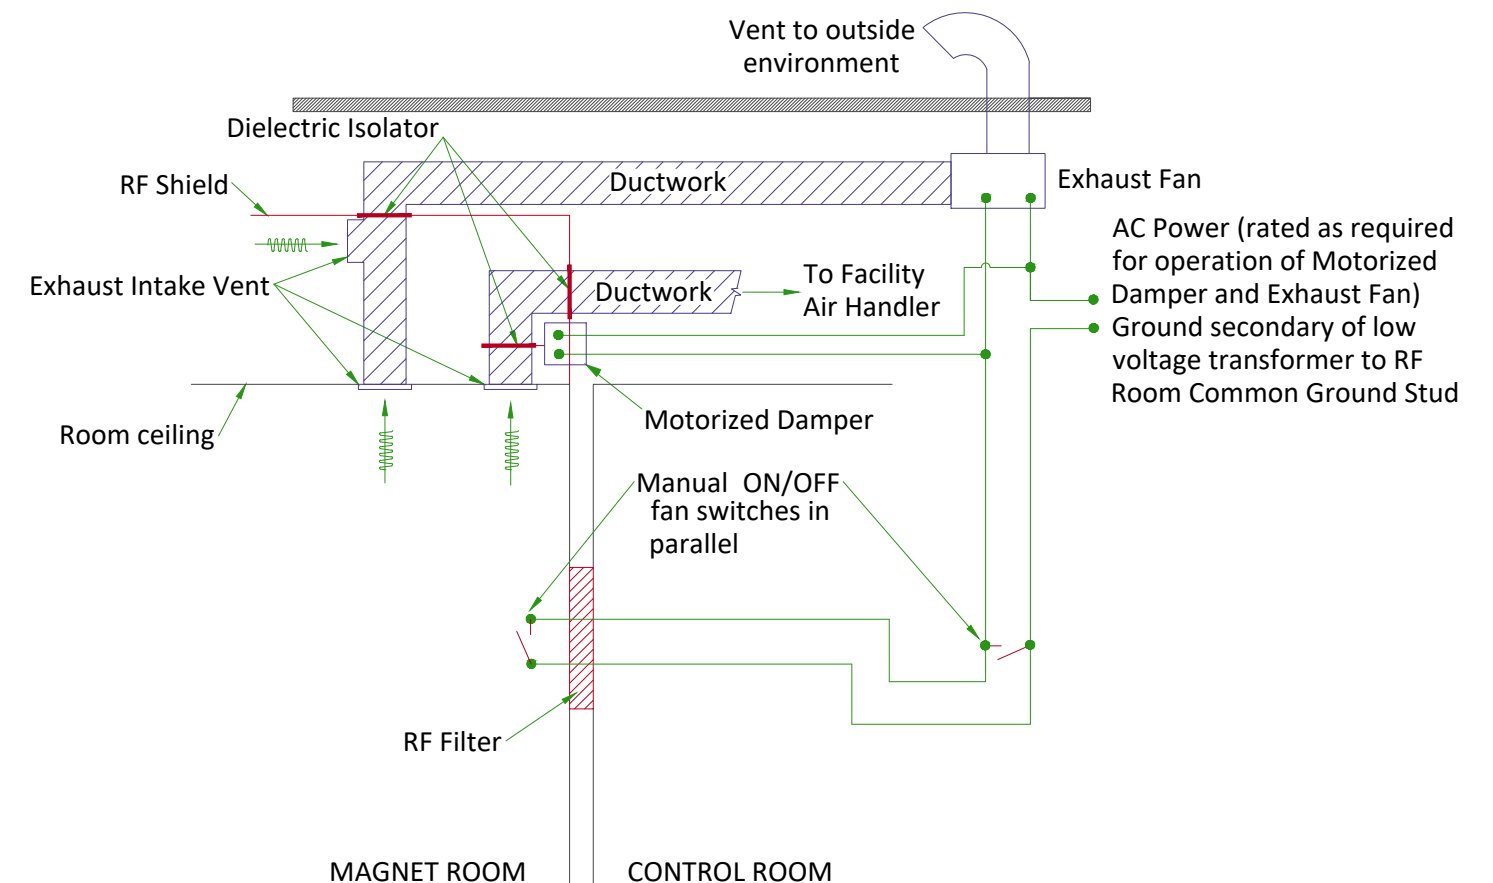 Vent to outside
environment
Dielectric Isolator
RF Shield
Ductwork
Exhaust Fan
AC Power (rated as required
for operation of Motorized
Damper and Exhaust Fan)
Ground secondary of low
voltage transformer to RF
Room Common Ground Stud
Exhaust Intake Vent
Ductwork
To Facility
Air Handler
Room ceiling
Motorized Damper
Manual ON/OFF
fan switches in
parallel
RF Filter
MAGNET ROOM
CONTROL ROOM